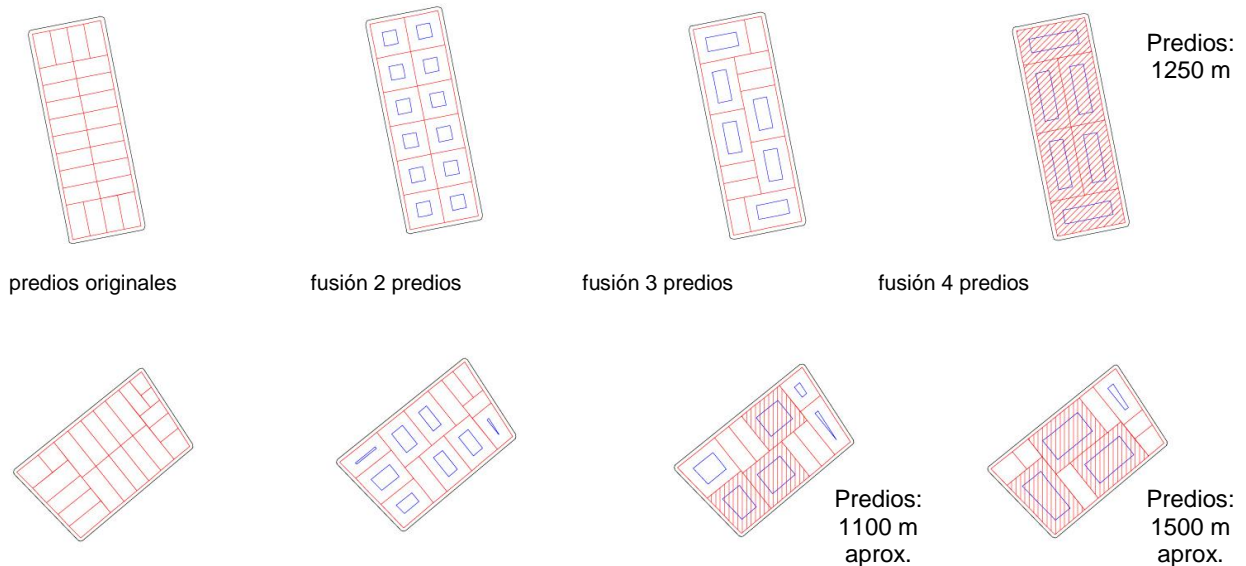 Predios:
1250 m
predios originales
fusión 2 predios
fusión 3 predios
fusión 4 predios
Predios:
1100 m
aprox.
Predios:
1500 m
aprox.